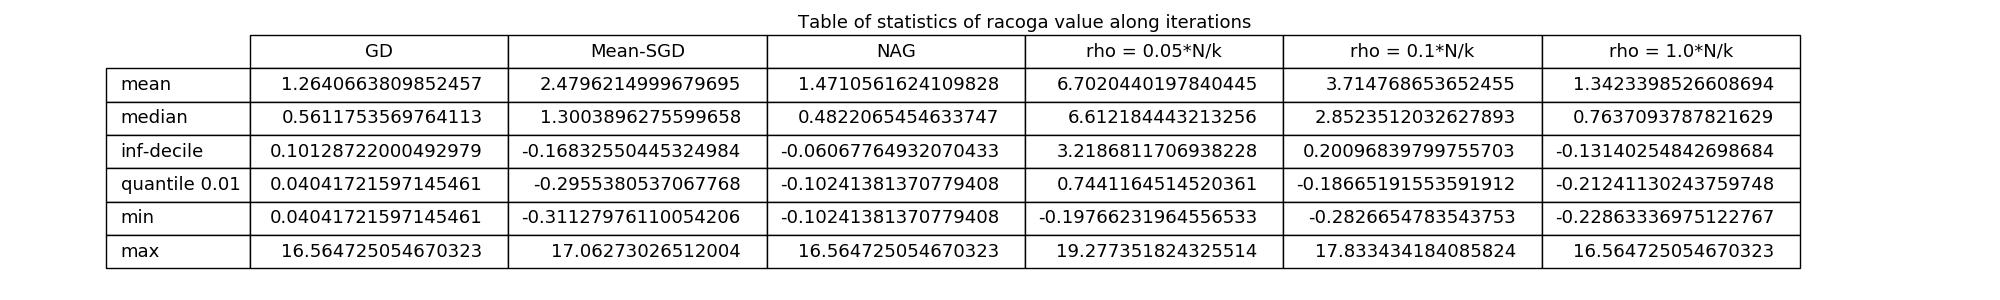 Table of statistics of racoga value along iterations
GD Mean-SGD NAG rho = 0.05*N/k rho = 0.1*N/k rho = 1.0*N/k
mean 1.2640663809852457 2.4796214999679695 1.4710561624109828 6.7020440197840445 3.714768653652455 1.3423398526608694
median 0.5611753569764113 1.3003896275599658 0.4822065454633747 6.612184443213256 2.8523512032627893 0.7637093787821629
inf-decile 0.10128722000492979 -0.16832550445324984 -0.06067764932070433 3.2186811706938228 0.20096839799755703 -0.13140254842698684
quantile 0.01 0.04041721597145461 -0.2955380537067768 -0.10241381370779408 0.7441164514520361 -0.18665191553591912 -0.21241130243759748
min 0.04041721597145461 -0.31127976110054206 -0.10241381370779408 -0.19766231964556533 -0.2826654783543753 -0.22863336975122767
max 16.564725054670323 17.06273026512004 16.564725054670323 19.277351824325514 17.833434184085824 16.564725054670323